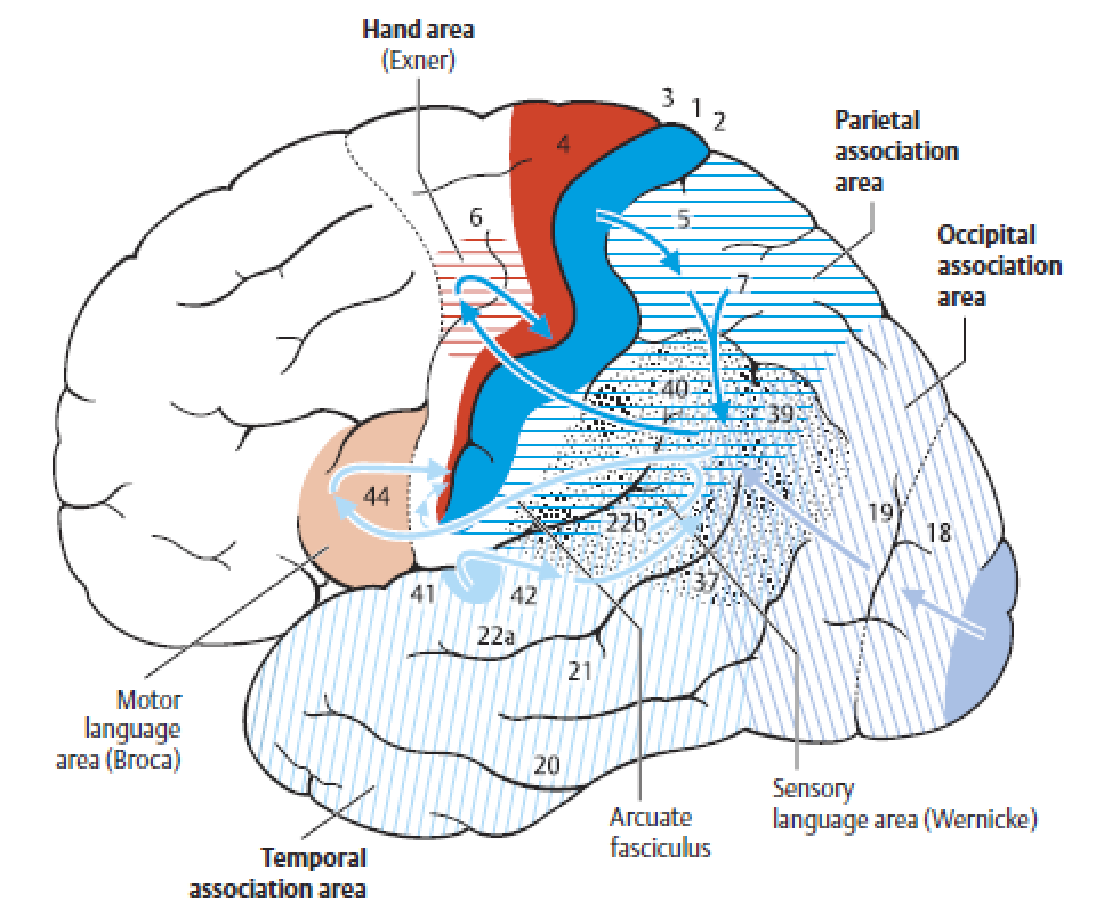 Hand area
(Exner)
3 1 2
Parietal
association
area
4
6
5
Occipital
association
area
7
40
39
44
22b
19
18
37
41
42
22a
21
20
Motor
language
area (Broca)
Arcuate
fasciculus
Sensory
language area (Wernicke)
Temporal
association area